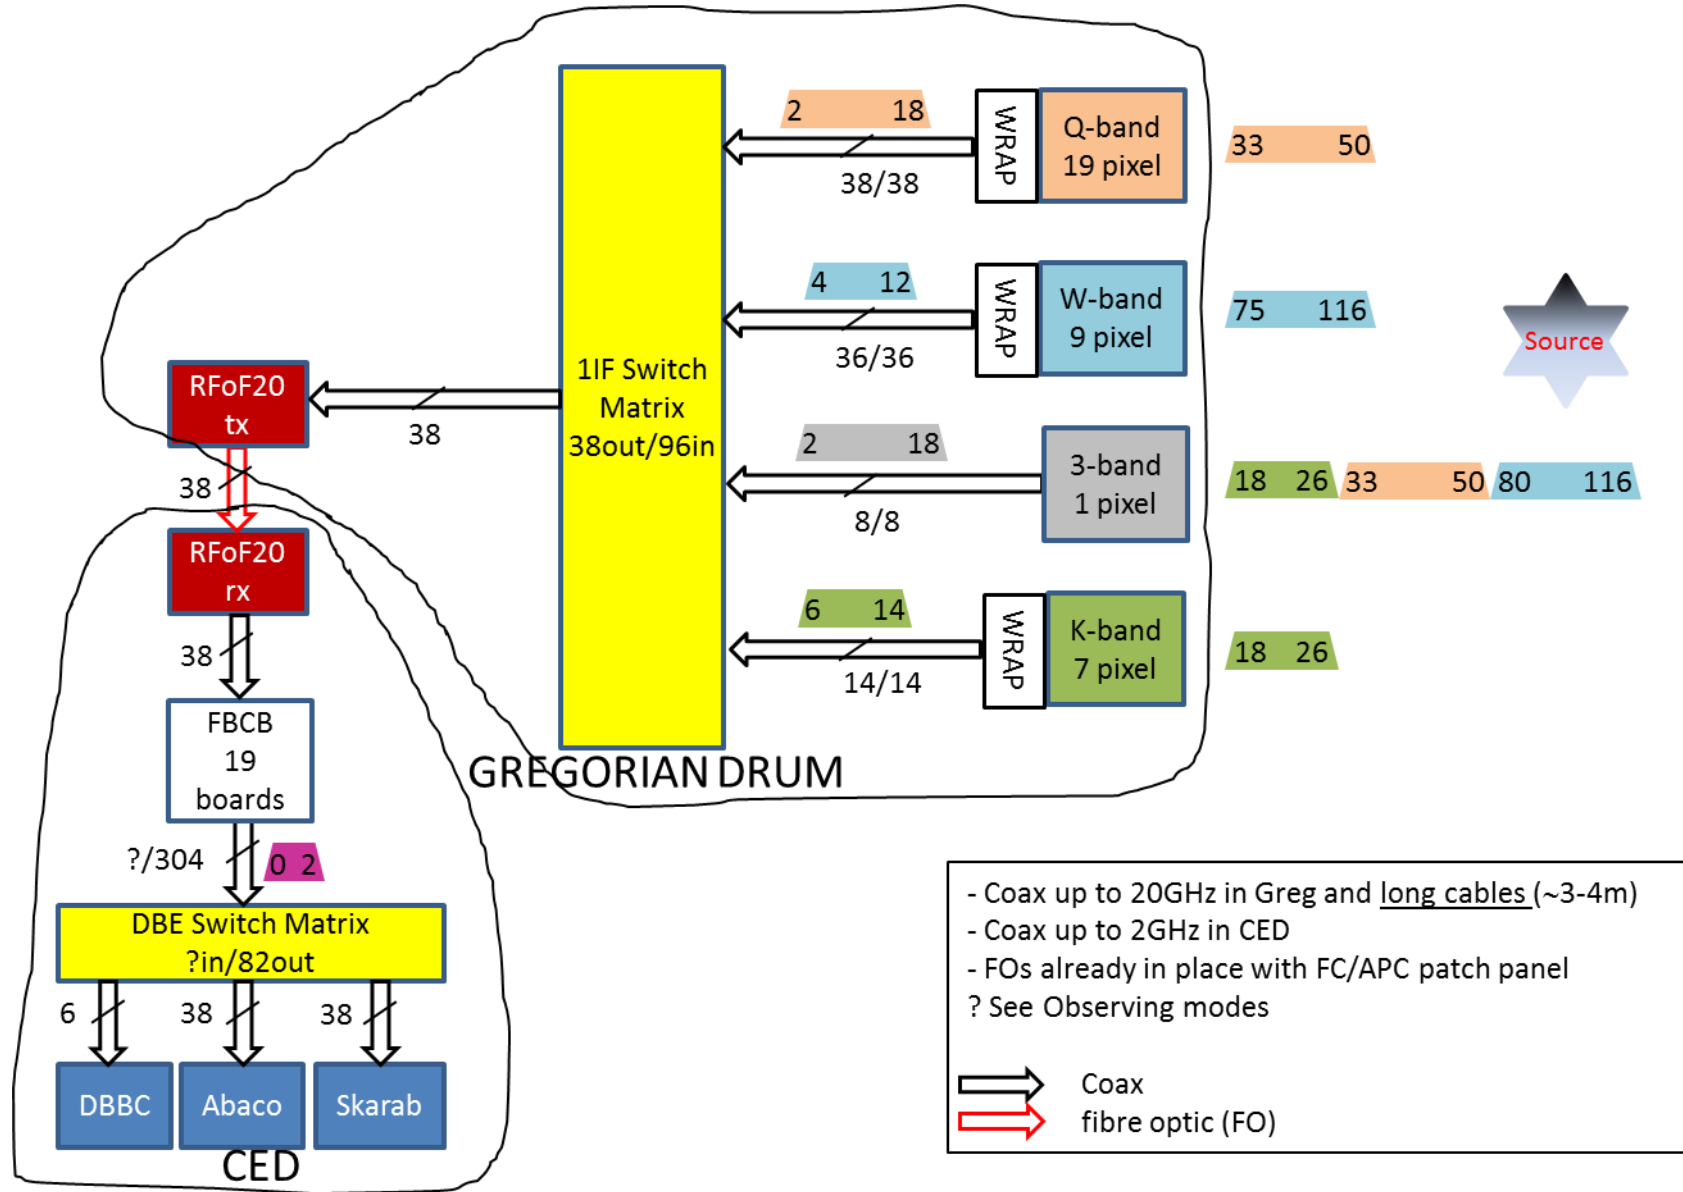 2 18
WRAP
Q-band
19 pixel
33 50
38/38
4 12
WRAP
W-band
9 pixel
75 116
36/36
Source
1IF Switch
Matrix
38out/96in
RFoF20
tx
38
2 18
3-band
1 pixel
18 26 33 50 80 116
8/8
38
RFoF20
rx
6 14
WRAP
K-band
7 pixel
18 26
14/14
38
FBCB
19
boards
GREGORIAN DRUM
?/304
0 2
DBE Switch Matrix
?in/82out
6
38
38
DBBC
Abaco
Skarab
CED
- Coax up to 20GHz in Greg and long cables (~3-4m)
- Coax up to 2GHz in CED
- FOs already in place with FC/APC patch panel
? See Observing modes
Coax
fibre optic (FO)